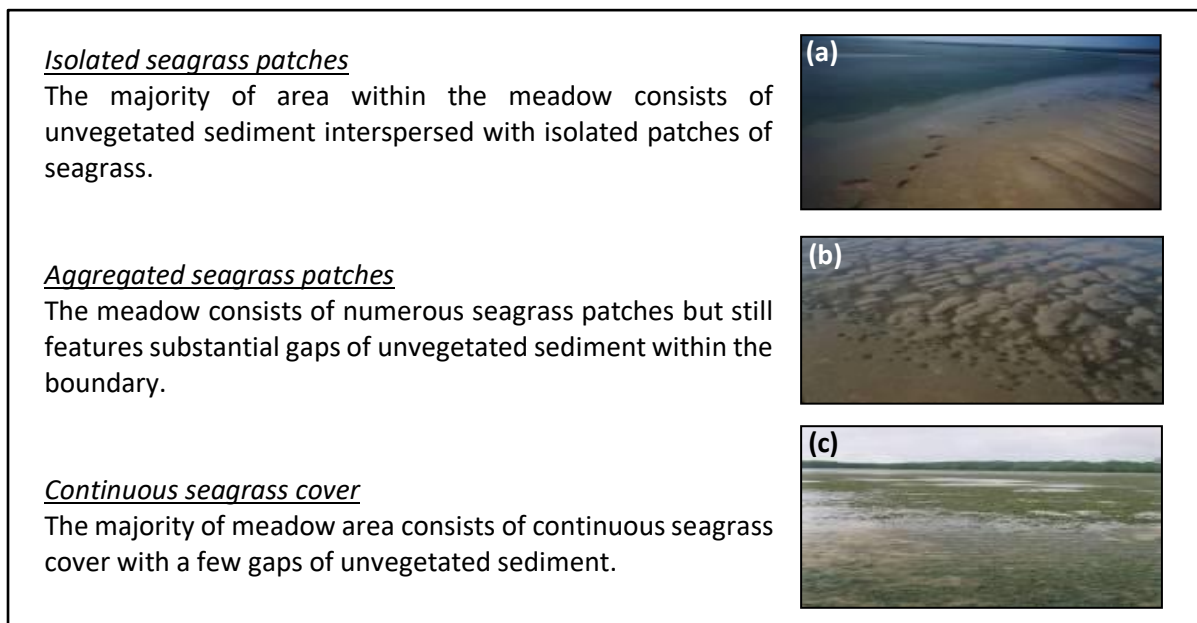 Isolated seagrass patches
The majority of area within the meadow consists of
unvegetated sediment interspersed with isolated patches of
seagrass.
(a)
Aggregated seagrass patches
The meadow consists of numerous seagrass patches but still
features substantial gaps of unvegetated sediment within the
boundary.
(b)
Continuous seagrass cover
The majority of meadow area consists of continuous seagrass
cover with a few gaps of unvegetated sediment.
(c)